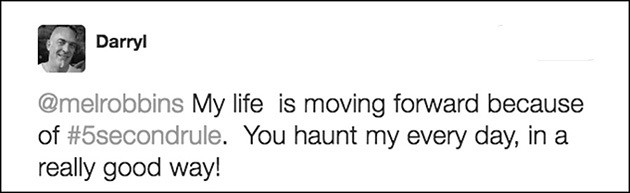 Darryl
@melrobbins My life is moving forward because
of #5secondrule. You haunt my every day, in a
really good way!